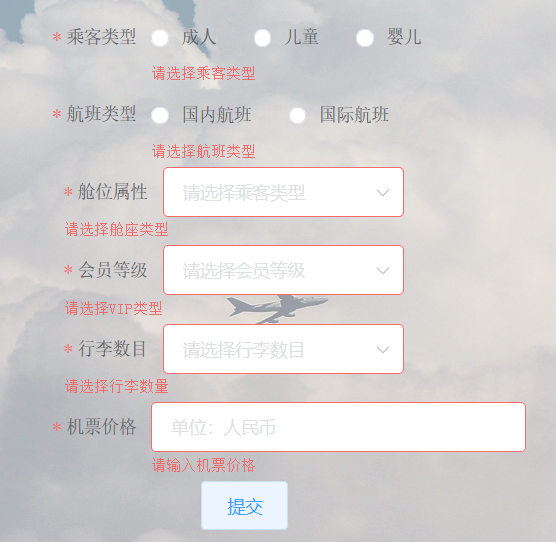 * 乘客类型 成人 儿童 婴儿
请选择乘客类型
* 航班类型 国内航班 国际航班
请选择航班类型
* 舱位属性 请选择乘客类型
请选择舱座类型
* 会员等级 请选择会员等级
请选择VIP类型
* 行李数目 请选择行李数目
请选择行李数量
* 机票价格 单位：人民币
请输入机票价格
提交